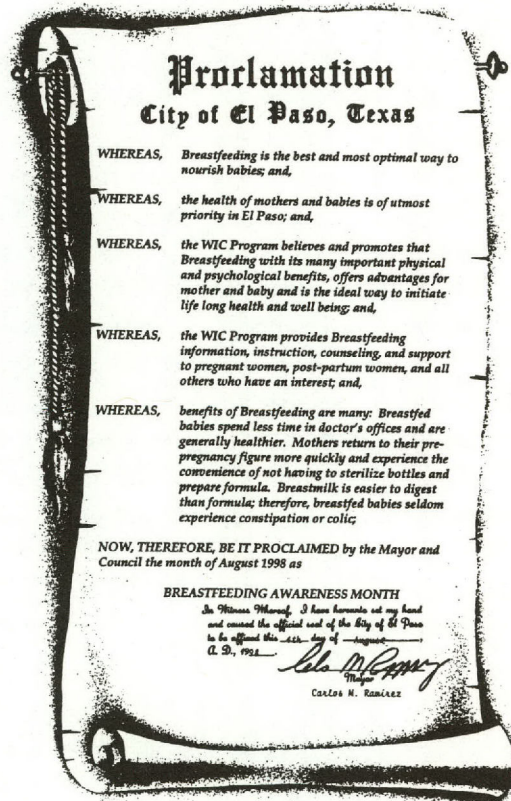 Proclamation
City of El Paso, Texas
WHEREAS, Breastfeeding is the best and most optimal way to
nourish babies; and,
WHEREAS, the health of mothers and babies is of utmost
priority in El Paso; and,
WHEREAS, the WIC Program believes and promotes that
Breastfeeding with its many important physical
and psychological benefits, offers advantages for
mother and baby and is the ideal way to initiate
life long health and well being; and,
WHEREAS, the WIC Program provides Breastfeeding
information, instruction, counseling, and support
to pregnant women, post-partum women, and all
others who have an interest; and,
WHEREAS, benefits of Breastfeeding are many: Breastfed
babies spend less time in doctor's offices and are
generally healthier. Mothers return to their pre-
pregnancy figure more quickly and experience the
convenience of not having to sterilize bottles and
prepare formula. Breastmilk is easier to digest
than formula; therefore, breastfed babies seldom
experience constipation or colic;
NOW, THEREFORE, BE IT PROCLAIMED by the Mayor and
Council the month of August 1998 as
BREASTFEEDING AWARENESS MONTH
In Witness Whereof, I have hereunto set my hand
and caused the official seal of the City of El Paso
to be affixed this 4th day of August,
A. D., 1998.
Mayor
Carlos M. Ramirez